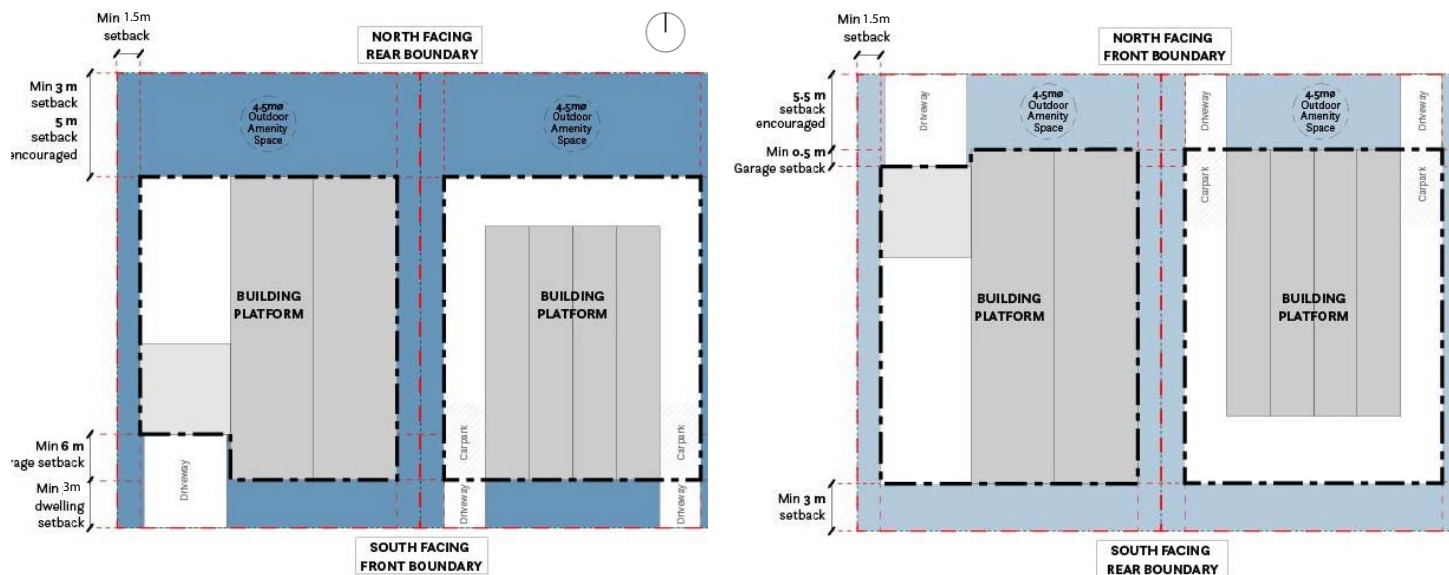 Min 1.5m
setback
NORTH FACING
REAR BOUNDARY
Min 3 m
setback
5 m
setback
encouraged
4.5mø
Outdoor
Amenity
Space
4.5mø
Outdoor
Amenity
Space
BUILDING
PLATFORM
BUILDING
PLATFORM
Min 6 m
rage setback
Min 3m
dwelling
setback
Driveway
Carpark
Driveway
Carpark
Driveway
SOUTH FACING
FRONT BOUNDARY
Min 1.5m
setback
NORTH FACING
FRONT BOUNDARY
5.5 m
setback
encouraged
Min 0.5 m
Garage setback
Driveway
4.5mø
Outdoor
Amenity
Space
Driveway
4.5mø
Outdoor
Amenity
Space
Driveway
Carpark
Carpark
BUILDING
PLATFORM
BUILDING
PLATFORM
Min 3 m
setback
SOUTH FACING
REAR BOUNDARY